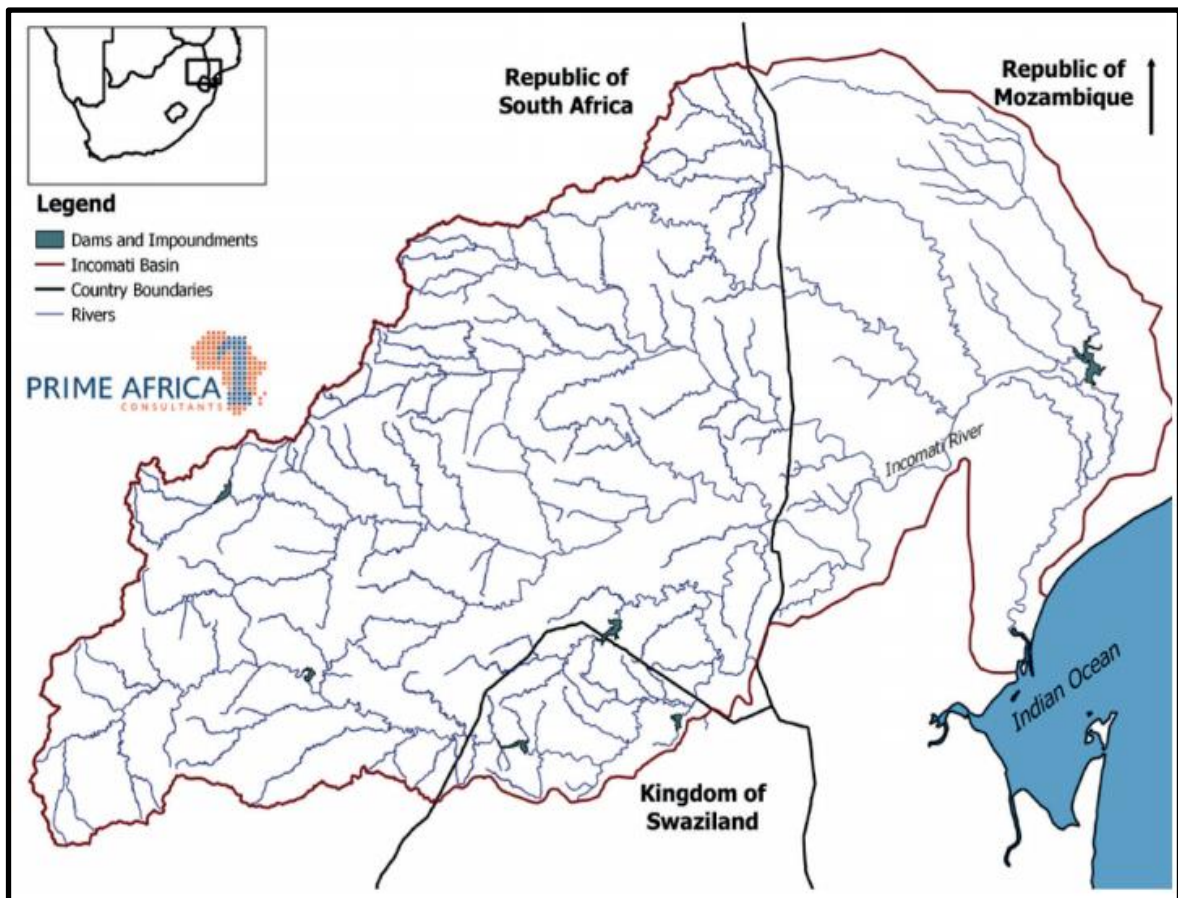 Republic of
South Africa
Republic of
Mozambique
Legend
Dams and Impoundments
Incomati Basin
Country Boundaries
Rivers
PRIME AFRICA
CONSULTANTS
Incomati River
Indian Ocean
Kingdom of
Swaziland